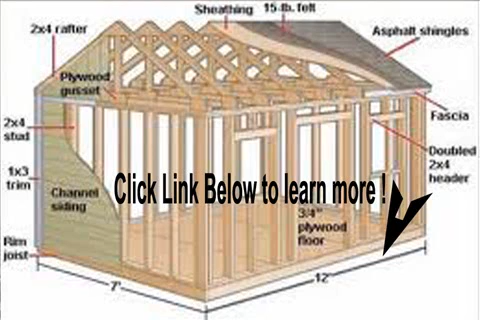 Sheathing
15-lb. felt
2x4 rafter
Asphalt shingles
Plywood
gusset
Fascia
2x4
stud
Doubled
2x4
header
1x3
trim
Channel
siding
Click Link Below to learn more !
3/4"
plywood
floor
Rim
joist
7'
12'